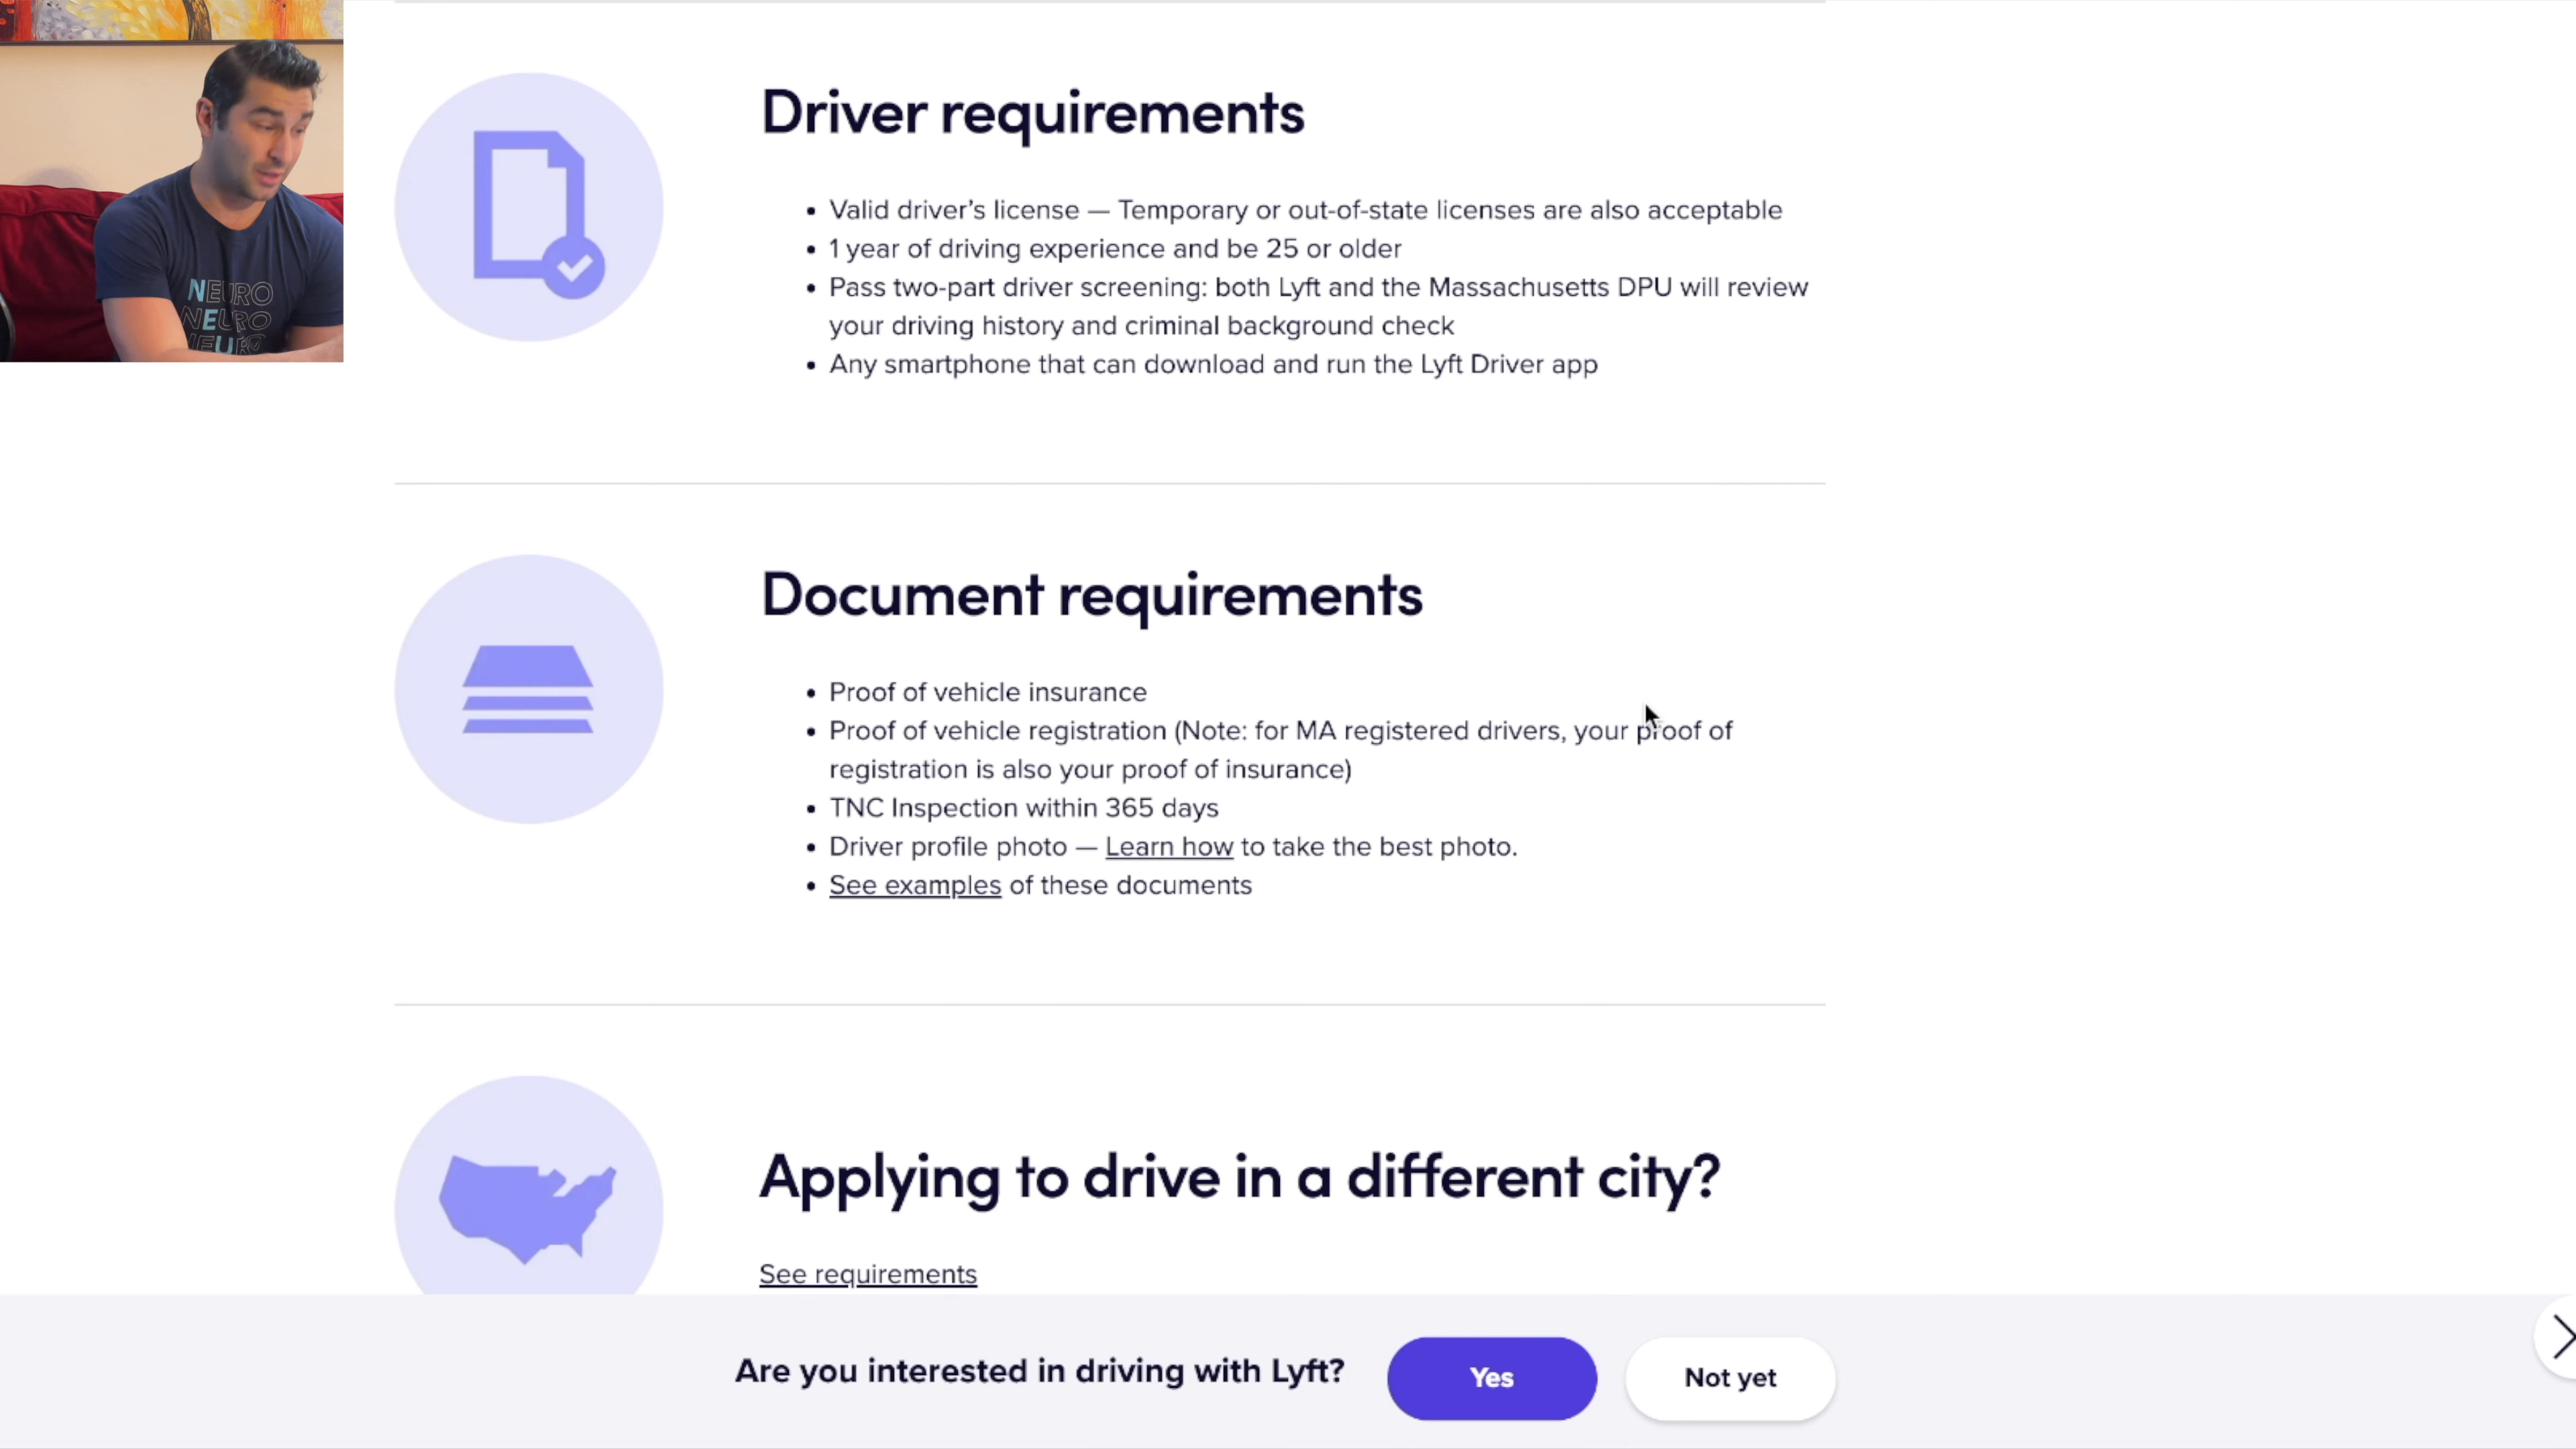 NEURO
NEURO
NEURO
Driver requirements
• Valid driver's license — Temporary or out-of-state licenses are also acceptable
• 1 year of driving experience and be 25 or older
• Pass two-part driver screening: both Lyft and the Massachusetts DPU will review
your driving history and criminal background check
• Any smartphone that can download and run the Lyft Driver app
Document requirements
• Proof of vehicle insurance
• Proof of vehicle registration (Note: for MA registered drivers, your proof of
registration is also your proof of insurance)
• TNC Inspection within 365 days
• Driver profile photo — Learn how to take the best photo.
• See examples of these documents
Applying to drive in a different city?
See requirements
Are you interested in driving with Lyft?
Yes
Not yet